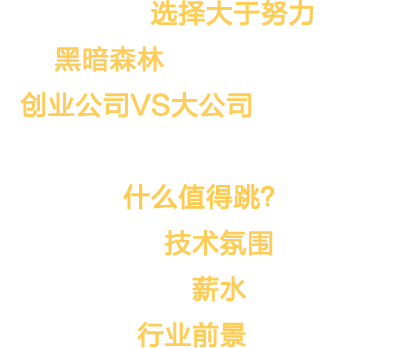 选择大于努力
黑暗森林
创业公司VS大公司
什么值得跳?
技术氛围
薪水
行业前景